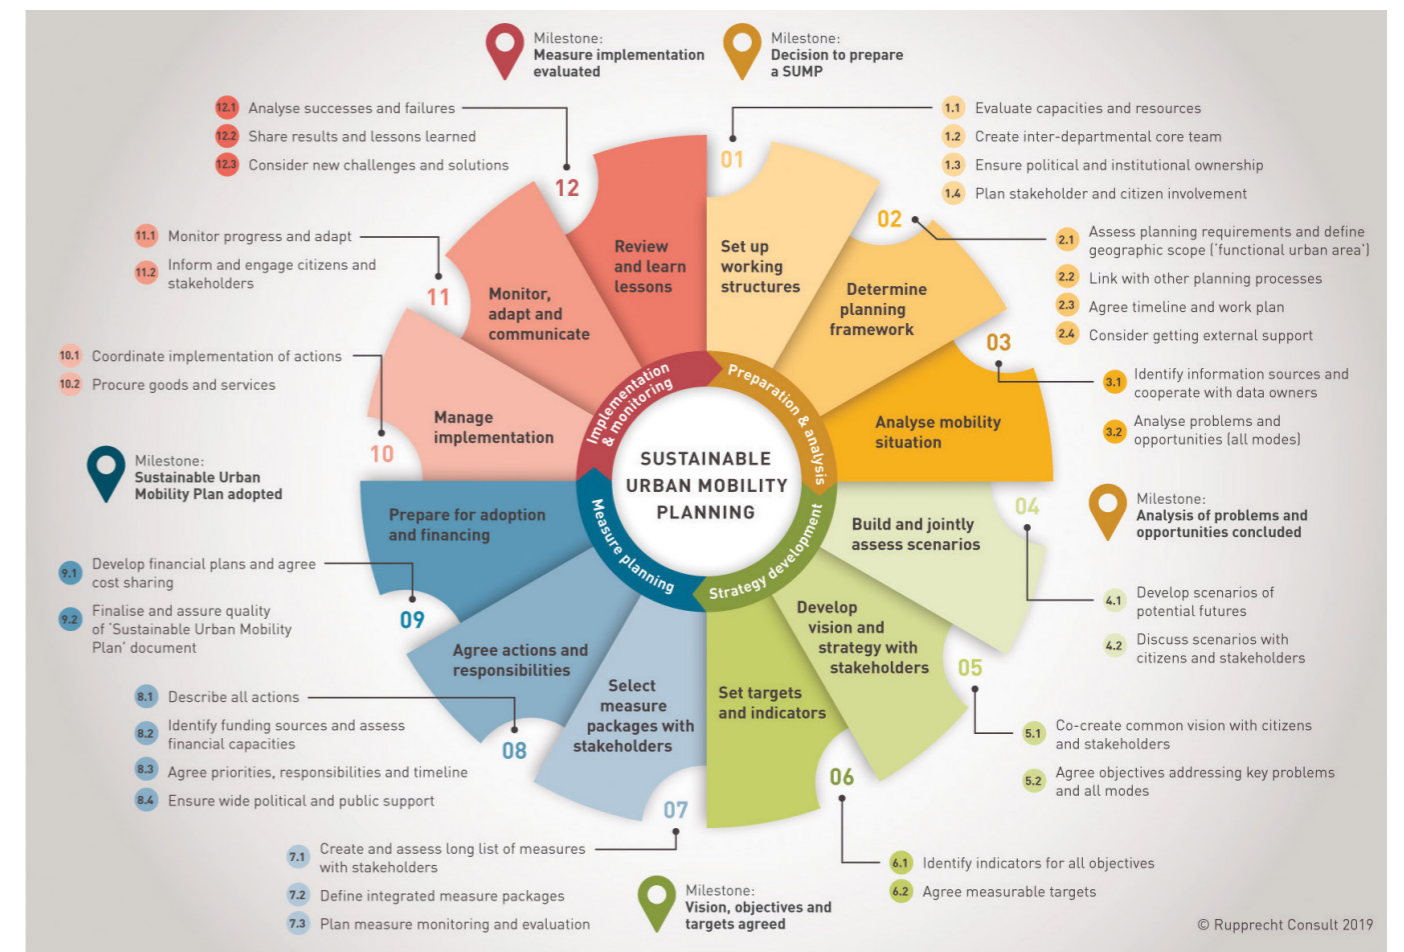 Milestone:
Measure implementation
evaluated
Milestone:
Decision to prepare
a SUMP
12.1 Analyse successes and failures
12.2 Share results and lessons learned
12.3 Consider new challenges and solutions
1.1 Evaluate capacities and resources
1.2 Create inter-departmental core team
1.3 Ensure political and institutional ownership
1.4 Plan stakeholder and citizen involvement
11.1 Monitor progress and adapt
11.2 Inform and engage citizens and
stakeholders
2.1 Assess planning requirements and define
geographic scope (‘functional urban area’)
2.2 Link with other planning processes
2.3 Agree timeline and work plan
2.4 Consider getting external support
10.1 Coordinate implementation of actions
10.2 Procure goods and services
3.1 Identify information sources and
cooperate with data owners
3.2 Analyse problems and
opportunities (all modes)
01
Set up
working
structures
02
Determine
planning
framework
03
Analyse mobility
situation
04
Build and jointly
assess scenarios
05
Develop
vision and
strategy with
stakeholders
06
Set targets
and indicators
07
Select
measure
packages with
stakeholders
08
Agree actions and
responsibilities
09
Prepare for adoption
and financing
10
Manage
implementation
11
Monitor,
adapt and
communicate
12
Review
and learn
lessons
Preparation & analysis
Strategy development
Measure planning
Implementation
& monitoring
SUSTAINABLE
URBAN MOBILITY
PLANNING
Milestone:
Sustainable Urban
Mobility Plan adopted
Milestone:
Analysis of problems and
opportunities concluded
9.1 Develop financial plans and agree
cost sharing
9.2 Finalise and assure quality
of ‘Sustainable Urban Mobility
Plan’ document
4.1 Develop scenarios of
potential futures
4.2 Discuss scenarios with
citizens and stakeholders
8.1 Describe all actions
8.2 Identify funding sources and assess
financial capacities
8.3 Agree priorities, responsibilities and timeline
8.4 Ensure wide political and public support
5.1 Co-create common vision with citizens
and stakeholders
5.2 Agree objectives addressing key problems
and all modes
7.1 Create and assess long list of measures
with stakeholders
7.2 Define integrated measure packages
7.3 Plan measure monitoring and evaluation
6.1 Identify indicators for all objectives
6.2 Agree measurable targets
Milestone:
Vision, objectives and
targets agreed
© Rupprecht Consult 2019